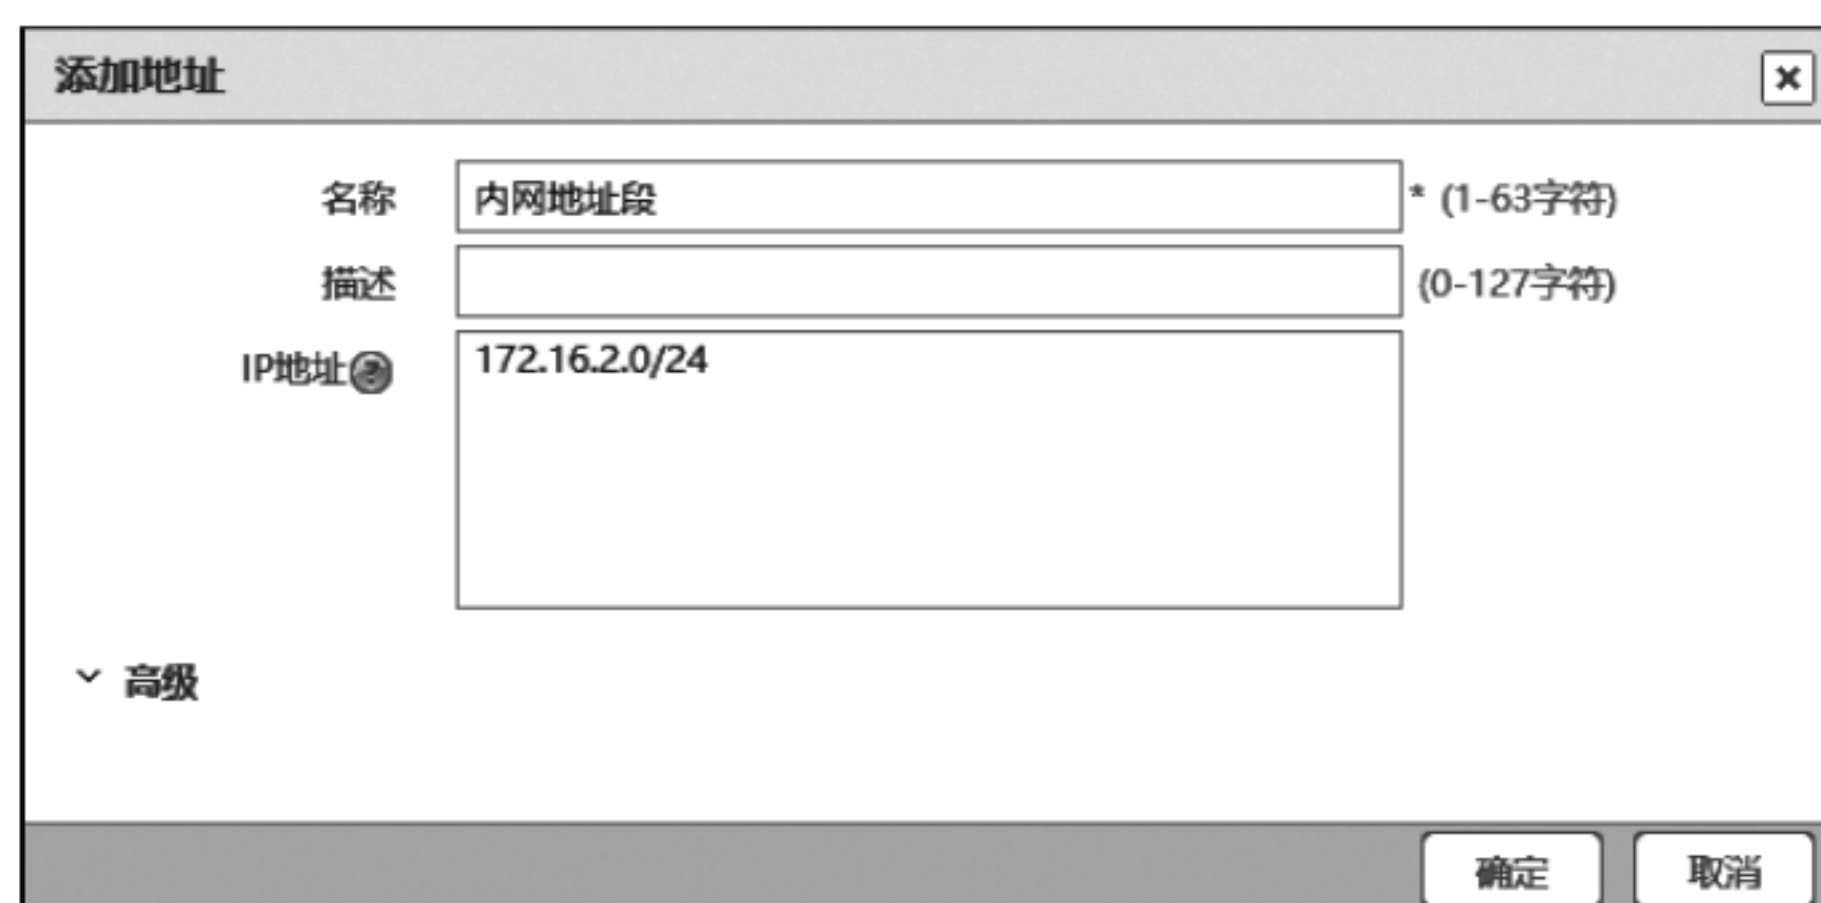 添加地址
名称 内网地址段 * (1-63字符)
描述 (0-127字符)
IP地址 172.16.2.0/24
高级
确定 取消